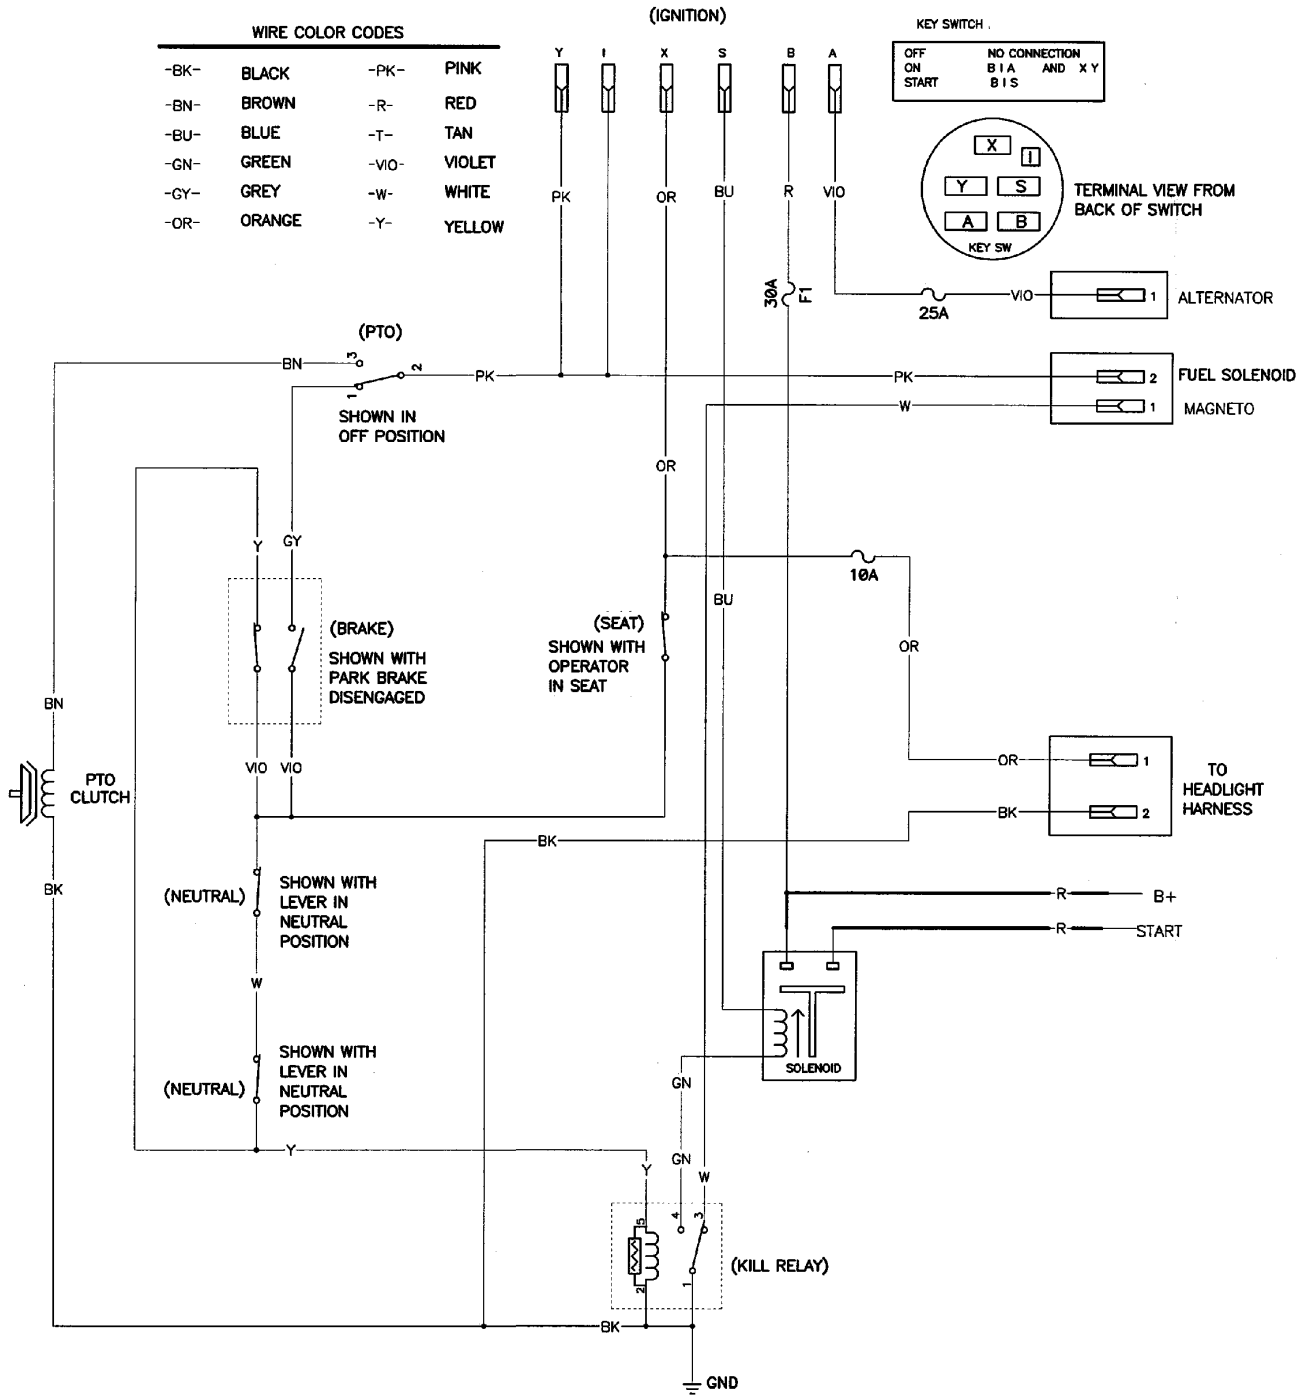 (IGNITION)
WIRE COLOR CODES
-BK- BLACK -PK- PINK
-BN- BROWN -R- RED
-BU- BLUE -T- TAN
-GN- GREEN -VIO- VIOLET
-GY- GREY -W- WHITE
-OR- ORANGE -Y- YELLOW
Y I X S B A
KEY SWITCH .
OFF NO CONNECTION
ON B I A AND X Y
START B I S
X
I
Y S
A B
KEY SW
TERMINAL VIEW FROM
BACK OF SWITCH
PK OR BU R VIO
30A
F1
25A
VIO
1 ALTERNATOR
(PTO)
BN
3
2
1
PK
PK
2 FUEL SOLENOID
W
1 MAGNETO
SHOWN IN
OFF POSITION
OR
Y
GY
10A
BU
(BRAKE)
SHOWN WITH
PARK BRAKE
DISENGAGED
(SEAT)
SHOWN WITH
OPERATOR
IN SEAT
OR
BN
VIO VIO
PTO
CLUTCH
OR
1
BK
2
TO
HEADLIGHT
HARNESS
BK
BK
(NEUTRAL)
SHOWN WITH
LEVER IN
NEUTRAL
POSITION
R
B+
R
START
W
(NEUTRAL)
SHOWN WITH
LEVER IN
NEUTRAL
POSITION
SOLENOID
GN
Y
Y
GN
W
5
4
3
2
1
(KILL RELAY)
BK
GND